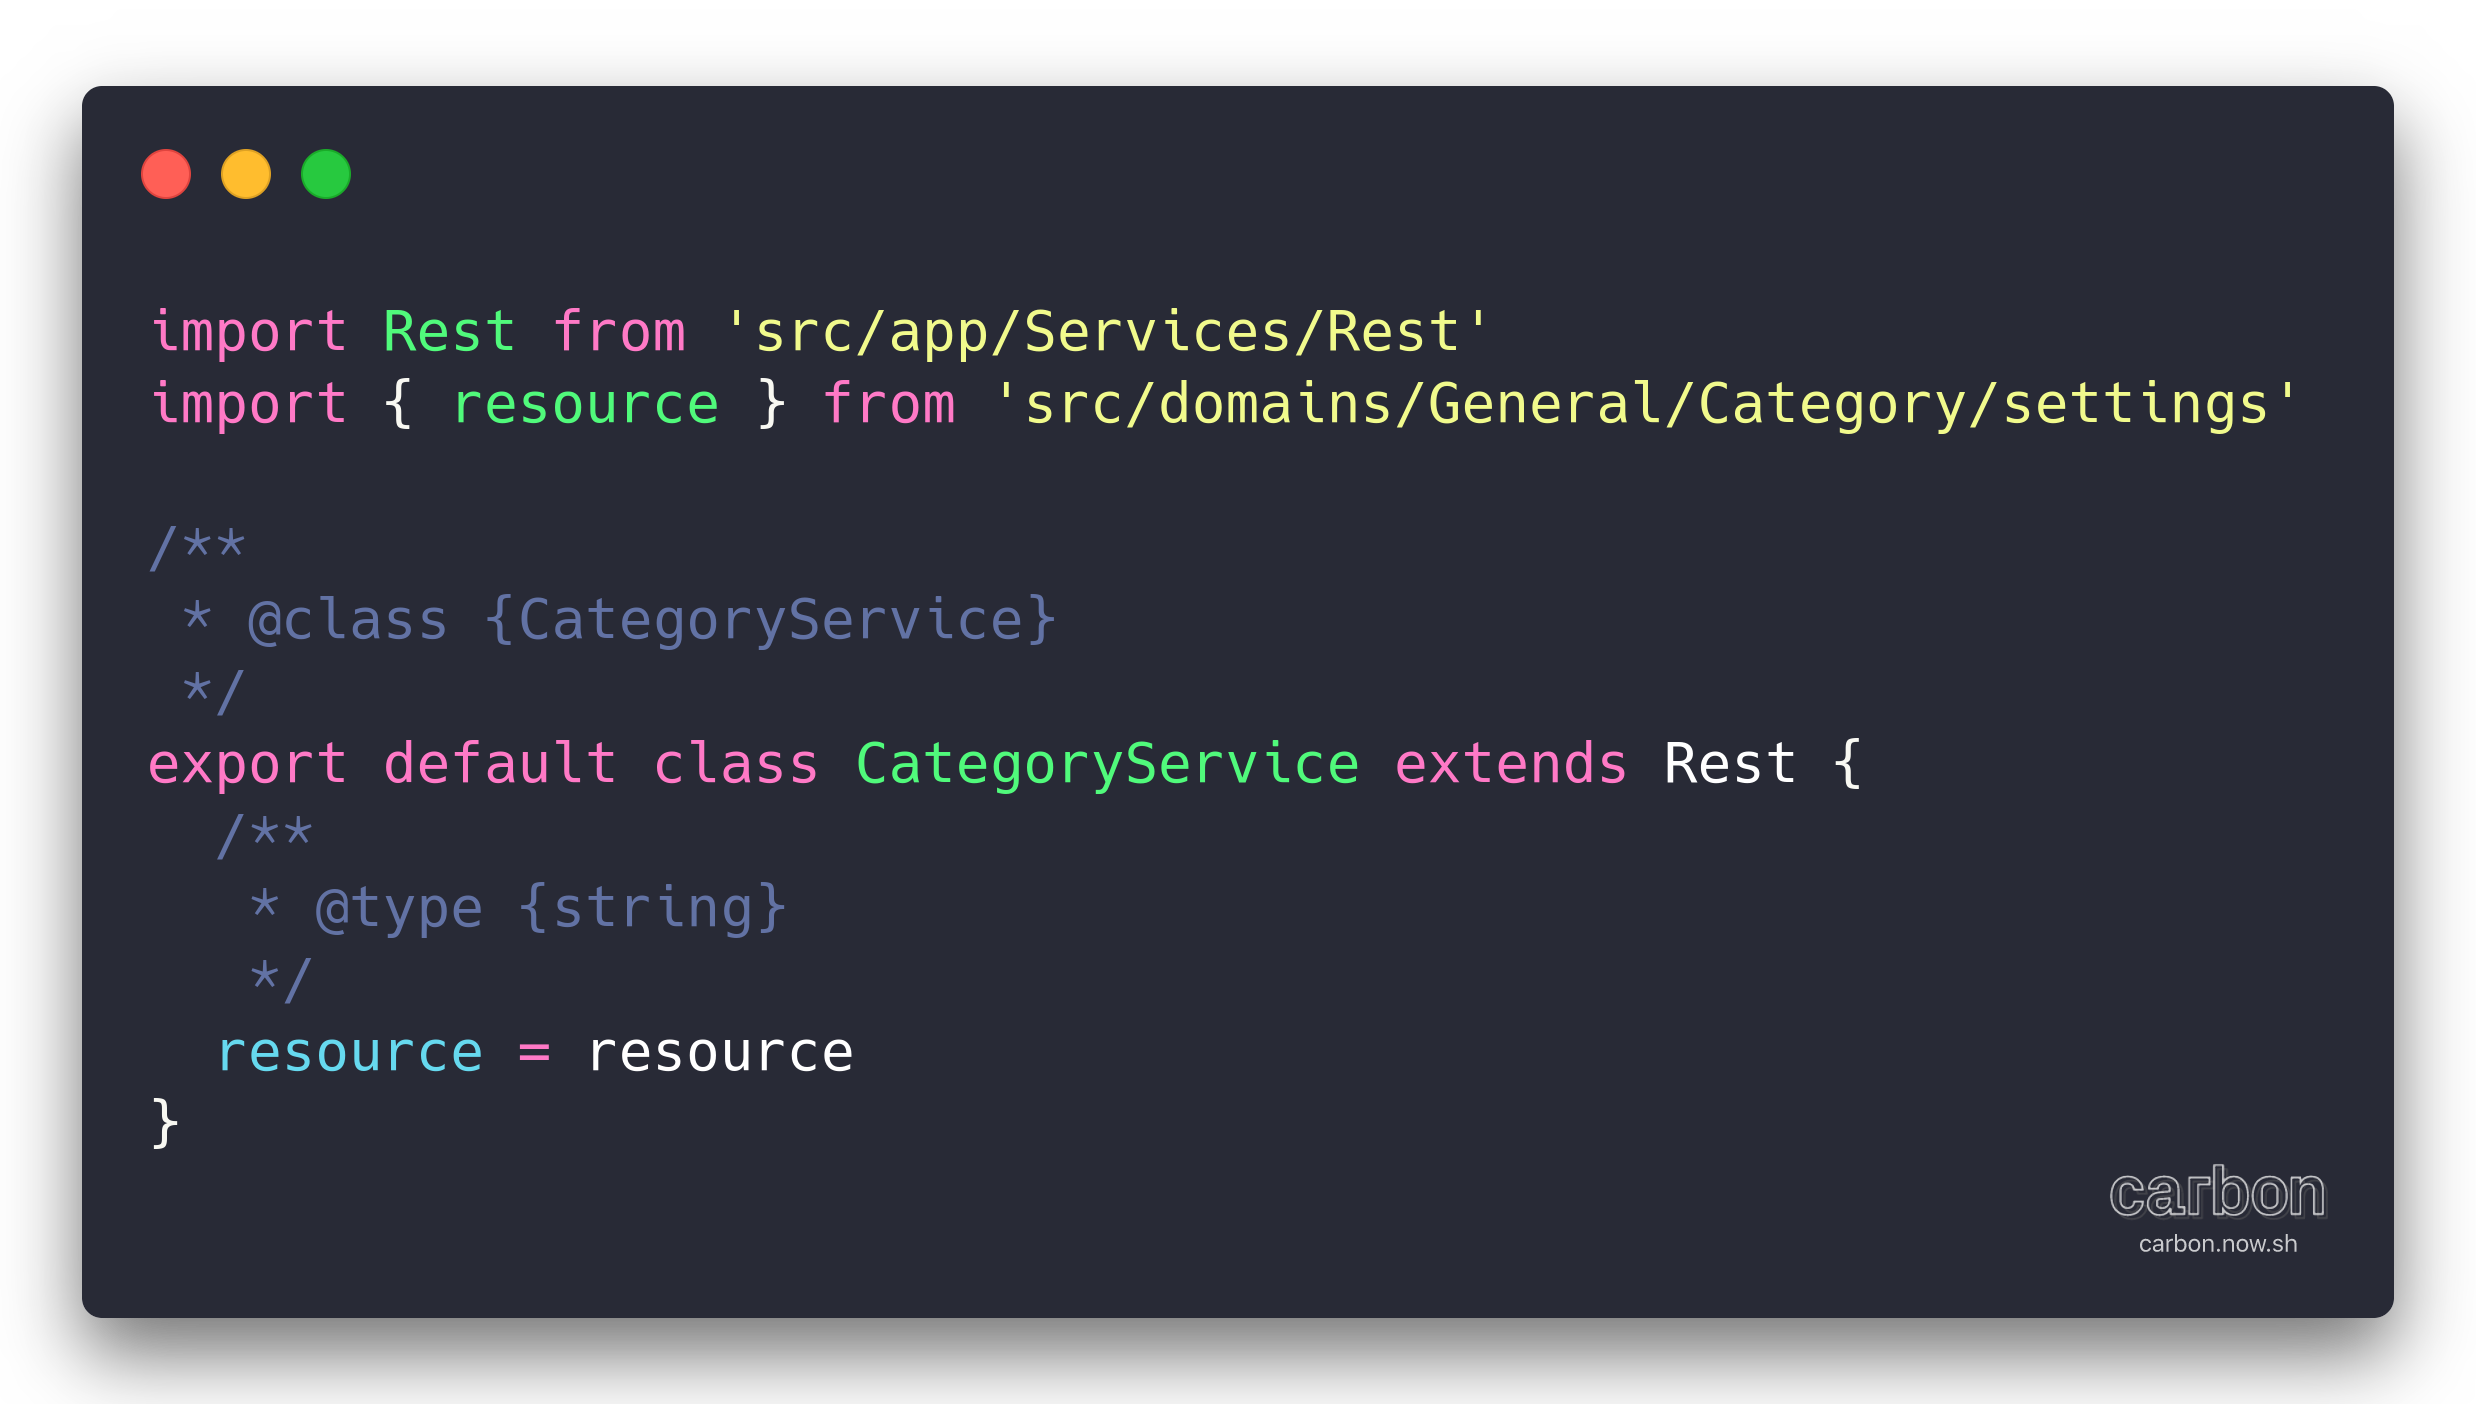 import Rest from 'src/app/Services/Rest'
import { resource } from 'src/domains/General/Category/settings'

/**
 * @class {CategoryService}
 */
export default class CategoryService extends Rest {
  /**
   * @type {string}
   */
  resource = resource
}
carbon
carbon.now.sh